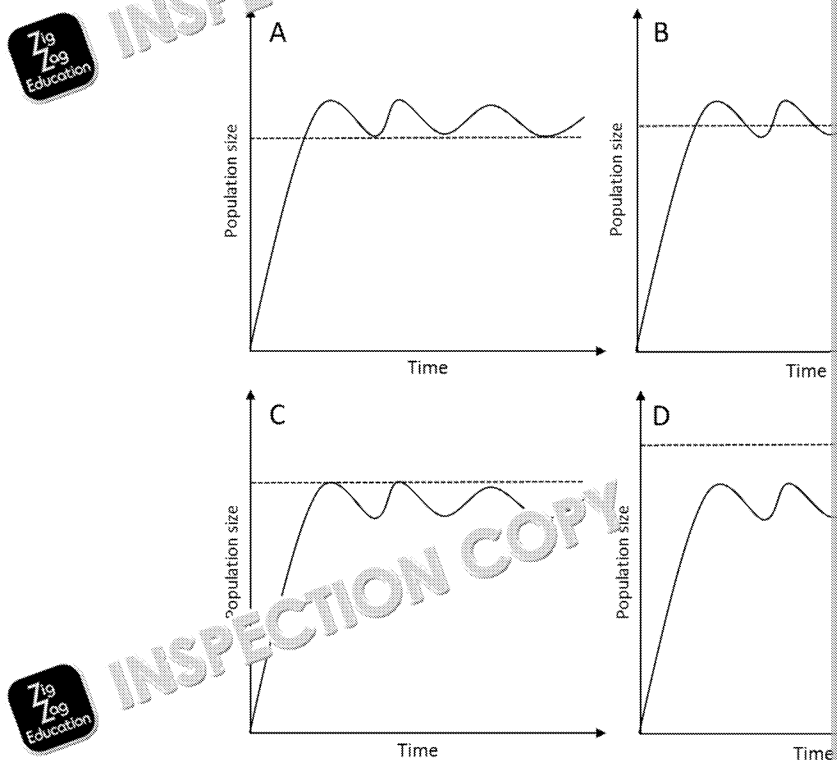 Zig
Zag
Education
INSPE
A
Population size
Time
B
Population size
Time
C
Population size
Time
D
Population size
Time
INSPECTION COPY
Zig
Zag
Education